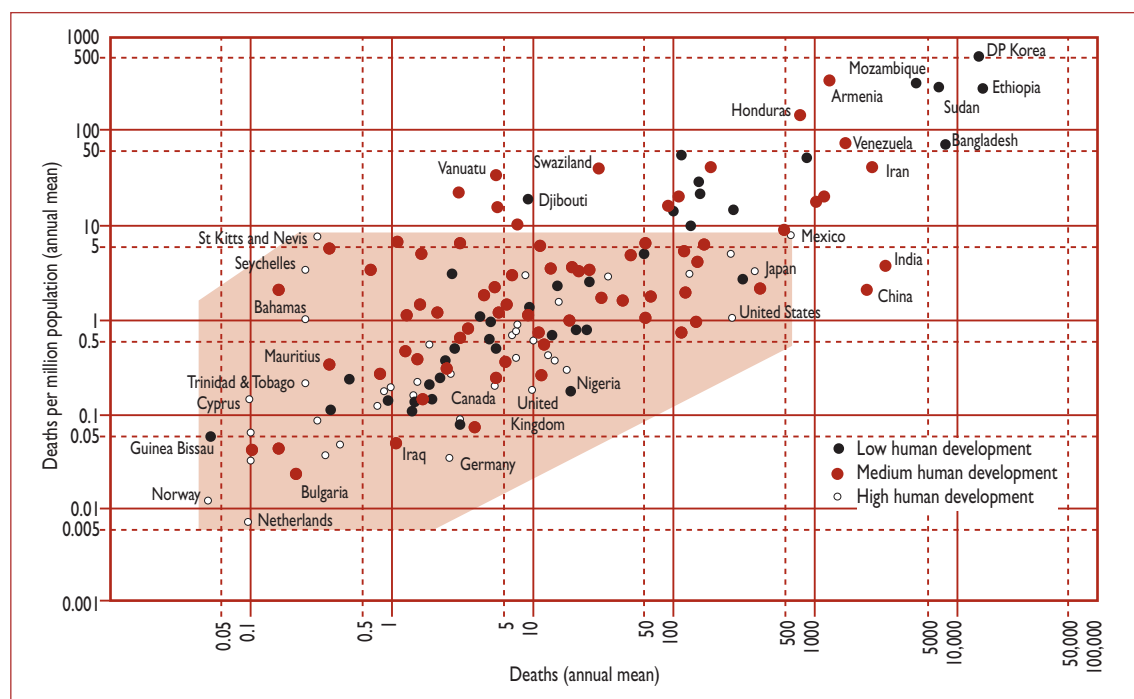 1000
500
100
50
10
5
1
0.5
0.1
0.05
0.01
0.005
0.001
Deaths per million population (annual mean)
DP Korea
Mozambique
Ethiopia
Armenia
Sudan
Honduras
Venezuela
Bangladesh
Vanuatu
Swaziland
Iran
Djibouti
St Kitts and Nevis
Mexico
Seychelles
Japan
India
Bahamas
China
United States
Mauritius
Trinidad & Tobago
Canada
United
Kingdom
Nigeria
Cyprus
Guinea Bissau
Iraq
Germany
Bulgaria
Norway
Netherlands
Low human development
Medium human development
High human development
0.05
0.1
0.5
1
5
10
50
100
500
1000
5000
10,000
50,000
100,000
Deaths (annual mean)